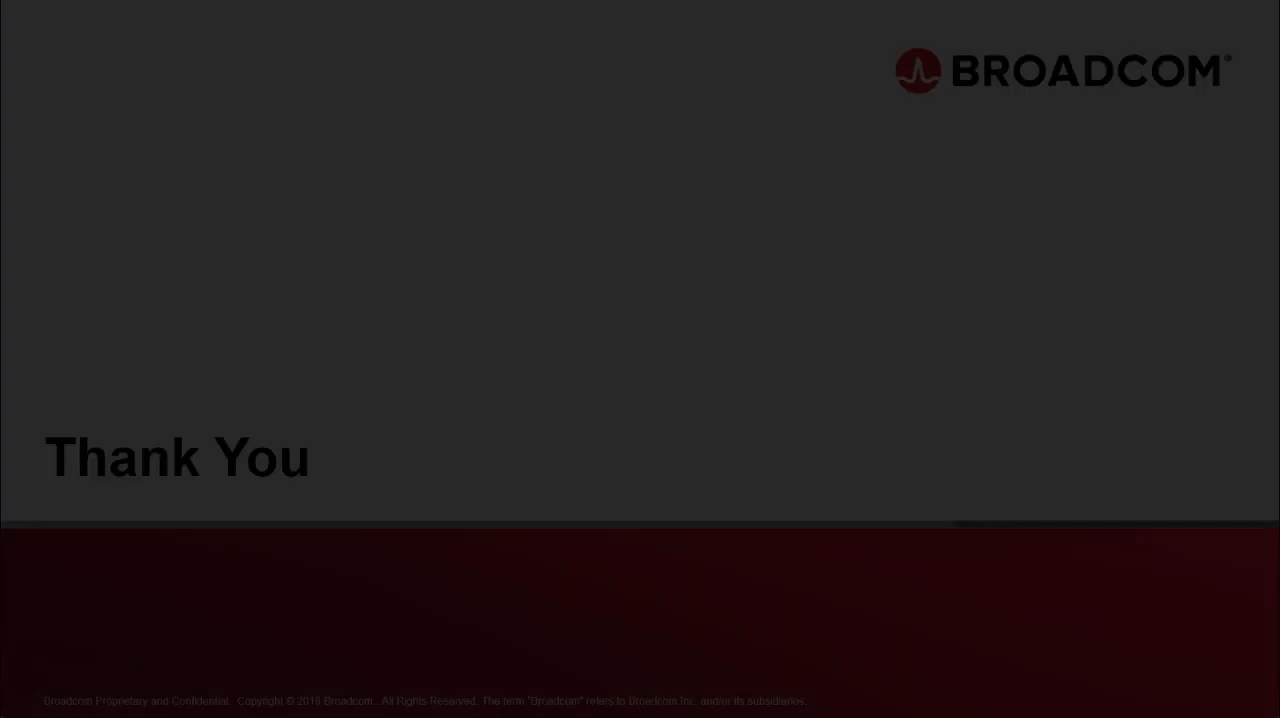 BROADCOM®
Thank You
Broadcom Proprietary and Confidential. Copyright © 2018 Broadcom. All Rights Reserved. The term "Broadcom" refers to Broadcom Inc. and/or its subsidiaries.